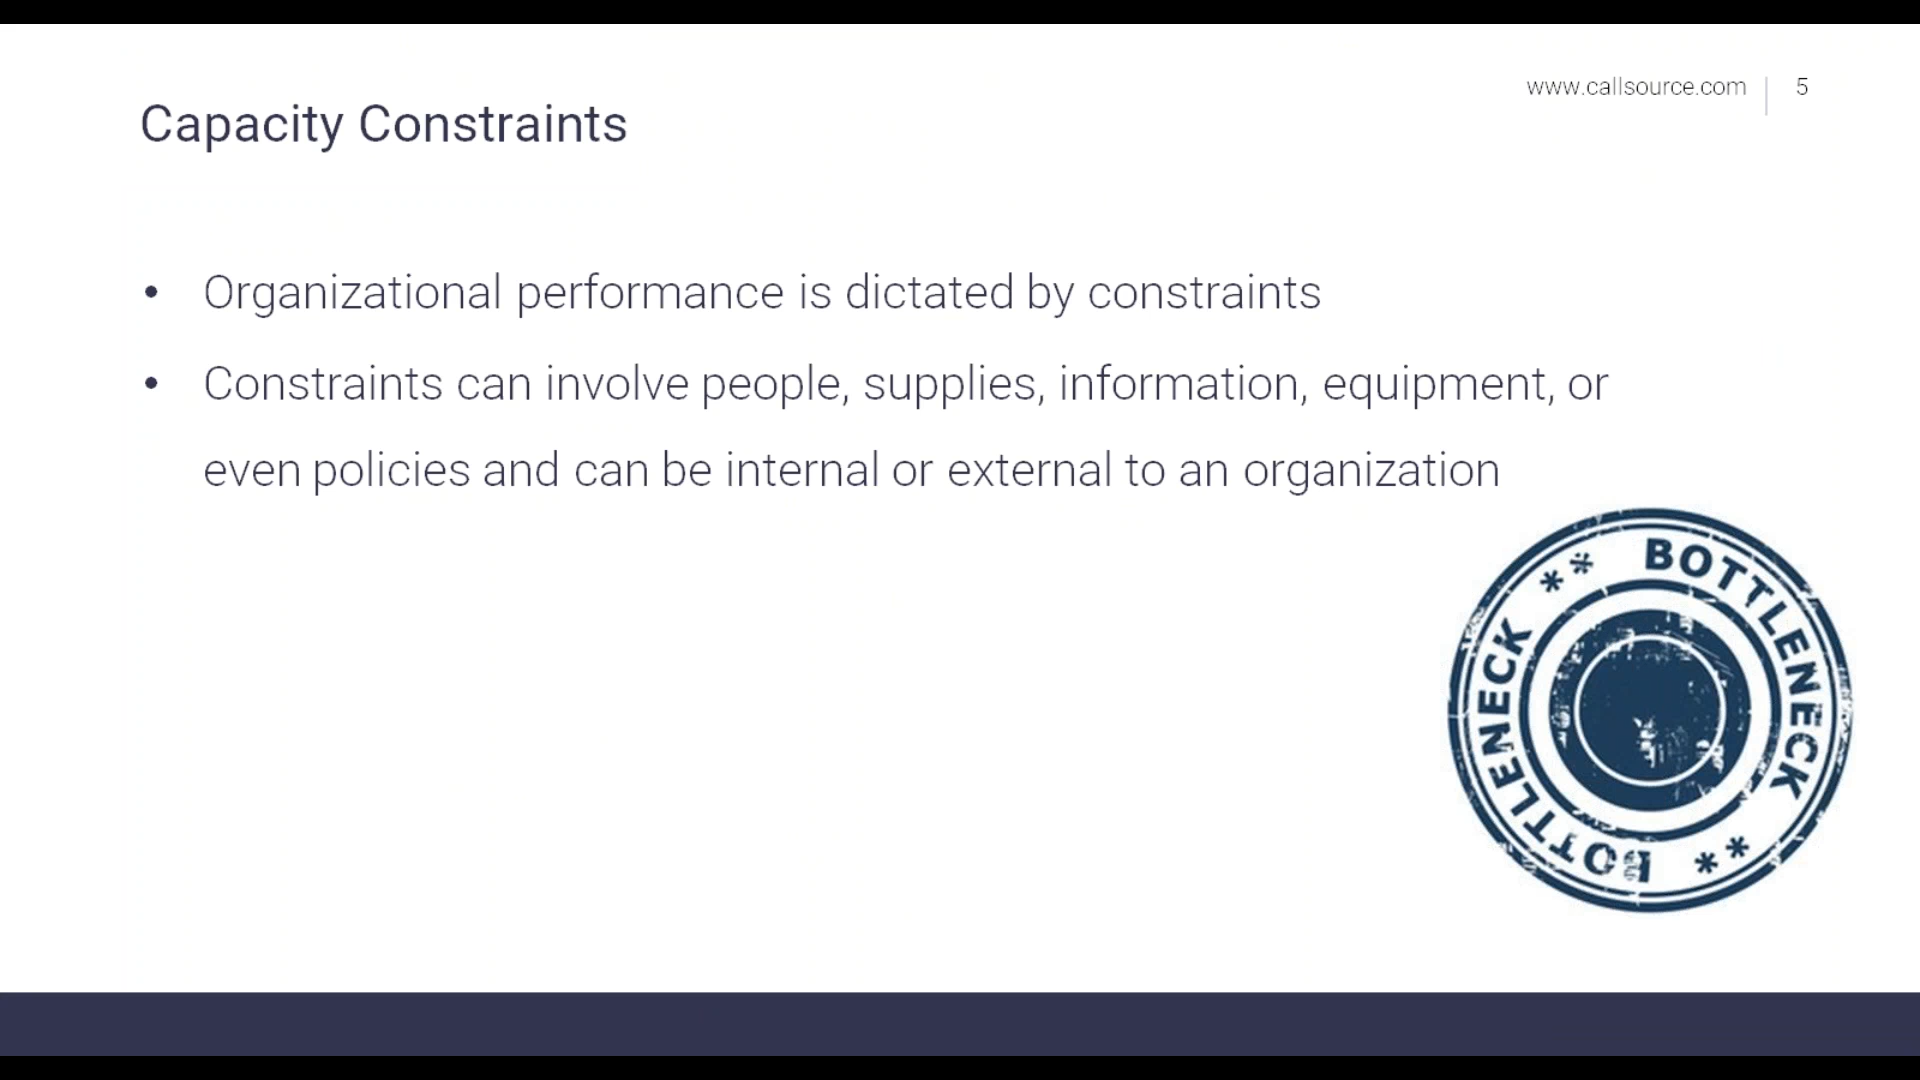 www.callsource.com 5
Capacity Constraints
• Organizational performance is dictated by constraints
• Constraints can involve people, supplies, information, equipment, or
even policies and can be internal or external to an organization
** BOTTLENECK
** BOTTLENECK